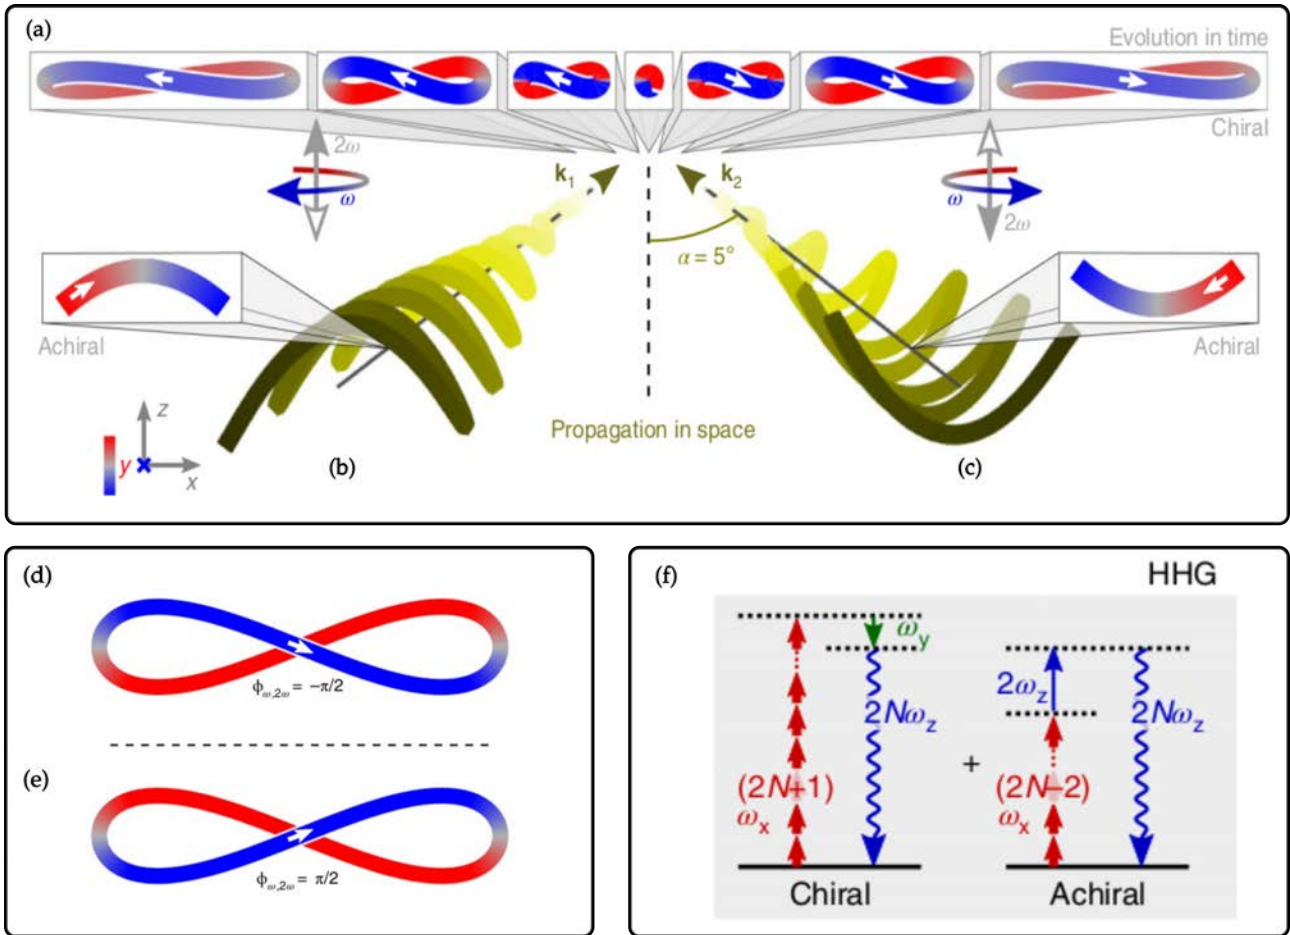 (a)
Evolution in time
Chiral
2ω
ω
k₁
k₂
α = 5°
ω
2ω
Achiral
Achiral
Propagation in space
z
y
x
(b)
(c)
(d)
ϕω,2ω = −π/2
(e)
ϕω,2ω = π/2
(f)
HHG
ωy
2Nωz
(2N+1)
ωx
Chiral
+
2ωz
2Nωz
(2N−2)
ωx
Achiral